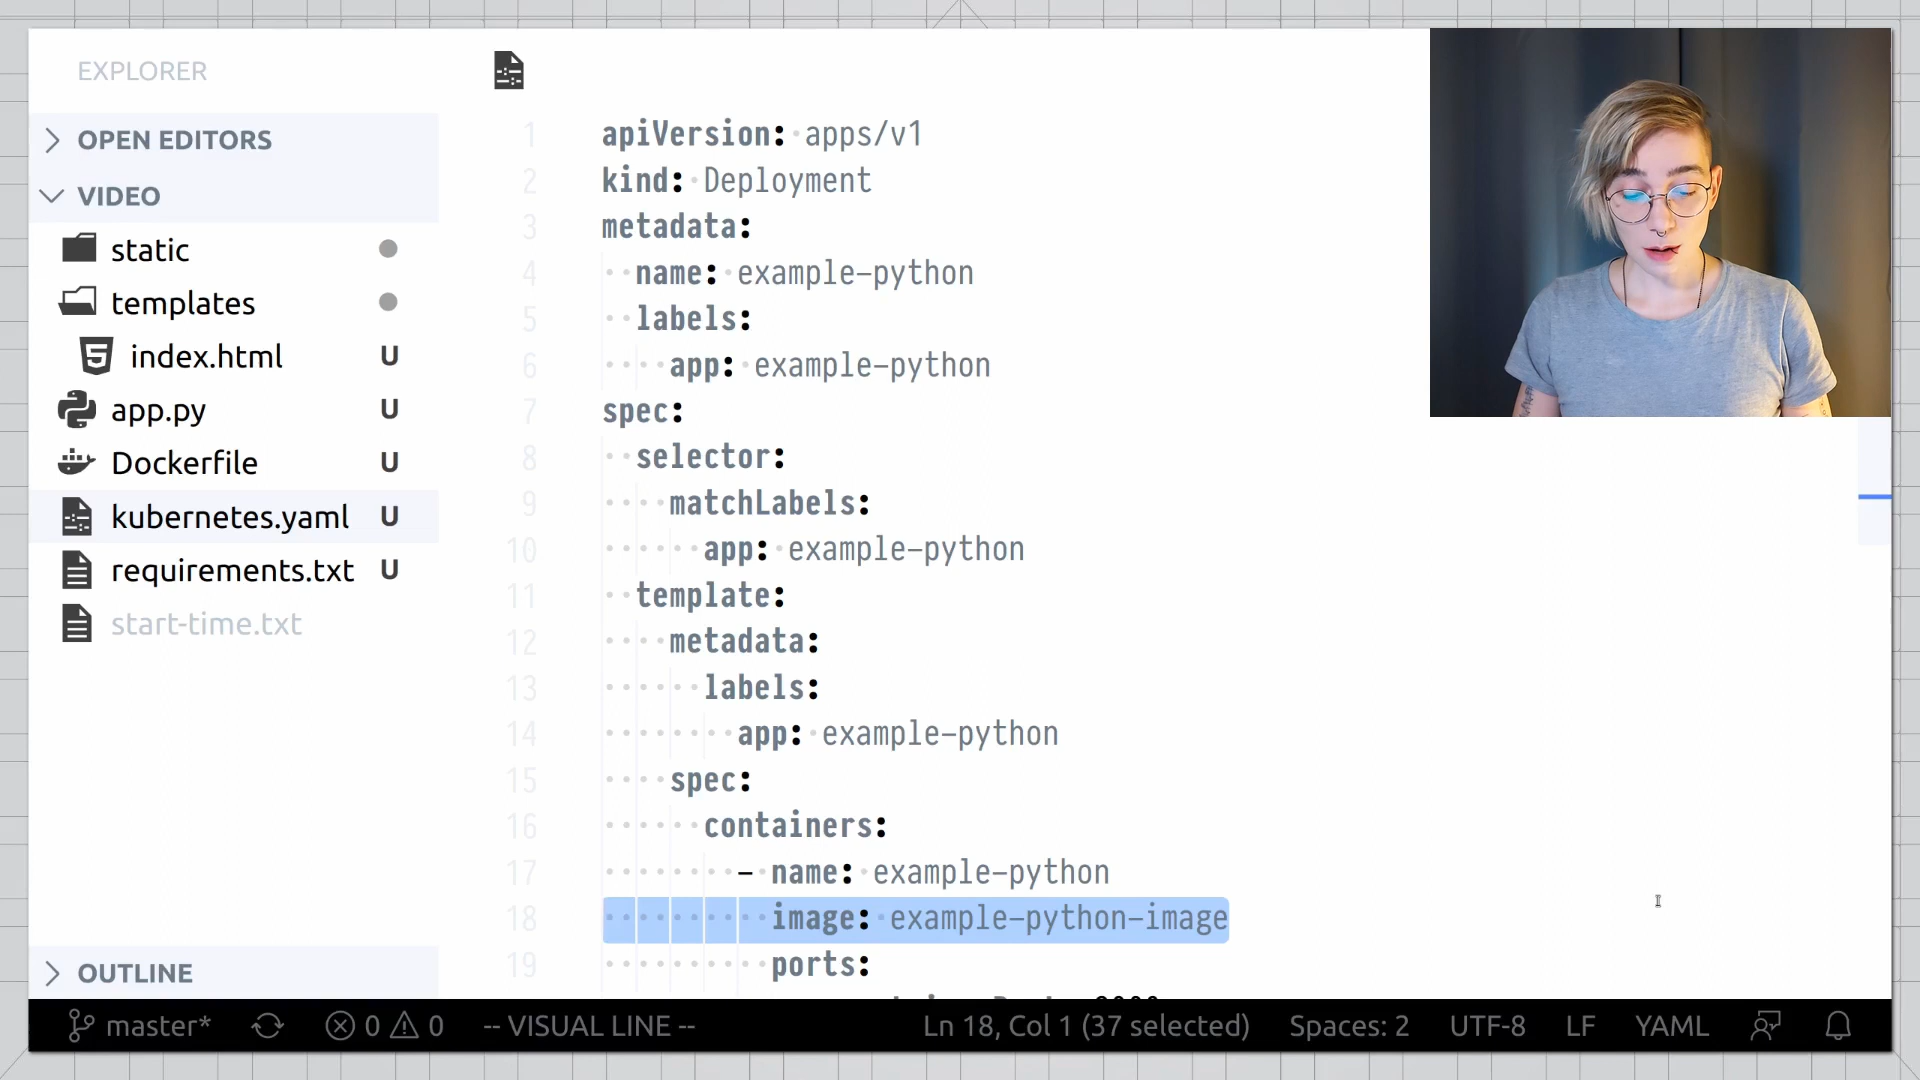 EXPLORER
OPEN EDITORS
VIDEO
static
templates
index.html U
app.py U
Dockerfile U
kubernetes.yaml U
requirements.txt U
start-time.txt
OUTLINE
1 apiVersion: apps/v1
2 kind: Deployment
3 metadata:
4 name: example-python
5 labels:
6 app: example-python
7 spec:
8 selector:
9 matchLabels:
10 app: example-python
11 template:
12 metadata:
13 labels:
14 app: example-python
15 spec:
16 containers:
17 - name: example-python
18 image: example-python-image
19 ports:
master* 0 0 -- VISUAL LINE -- Ln 18, Col 1 (37 selected) Spaces: 2 UTF-8 LF YAML